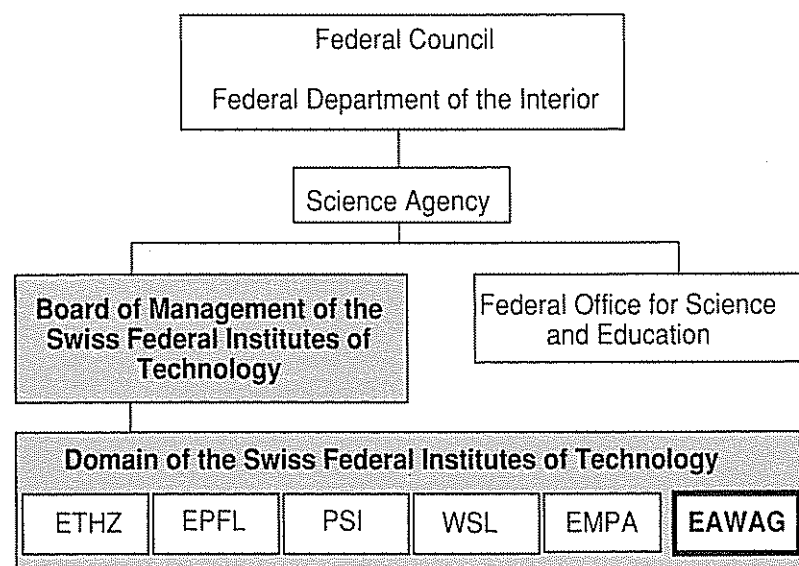 Federal Council
Federal Department of the Interior
Science Agency
Board of Management of the
Swiss Federal Institutes of
Technology
Federal Office for Science
and Education
Domain of the Swiss Federal Institutes of Technology
ETHZ EPFL PSI WSL EMPA EAWAG